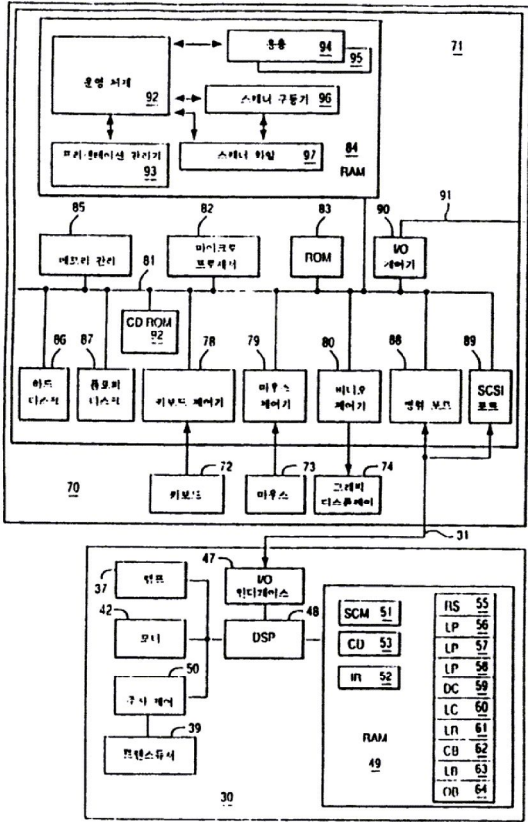 71
응용 94
95
운영 체제
92
스캐너 구동기 96
프리젠테이션 관리기
93
스캐너 화일 97
84
RAM
85
메모리 관리
82
마이크로
프로세서
83
ROM
90
I/O
제어기
91
81
CD ROM
92
86
하드
디스크
87
플로피
디스크
78
키보드 제어기
79
마우스
제어기
80
비디오
제어기
88
병렬 포트
89
SCSI
포트
70
72
키보드
73
마우스
74
그래픽
디스플레이
31
37
램프
47
I/O
인터페이스
42
모터
48
DSP
50
주사 제어
39
트랜스듀서
SCM 51
CU 53
IR 52
RAM
49
RS 55
LP 56
LP 57
LP 58
DC 59
LC 60
LR 61
CB 62
LB 63
OB 64
30